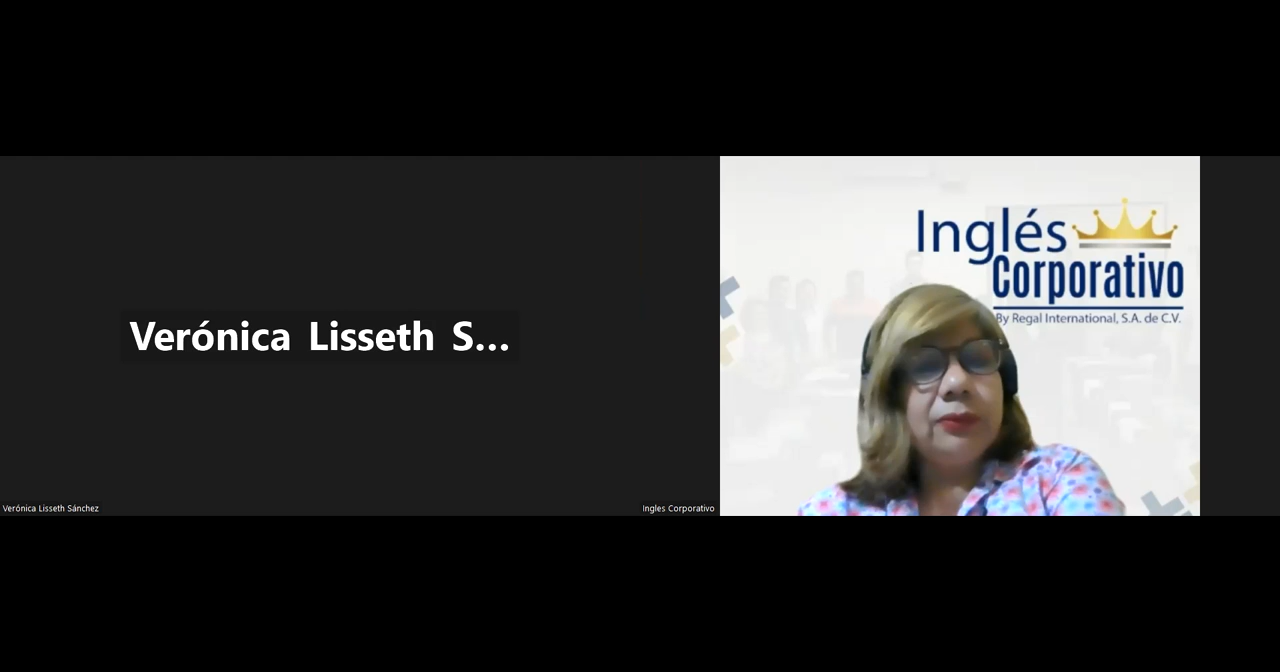 Verónica Lisseth S...
Verónica Lisseth Sánchez
Ingles Corporativo
Inglés
Corporativo
By Regal International, S.A. de C.V.